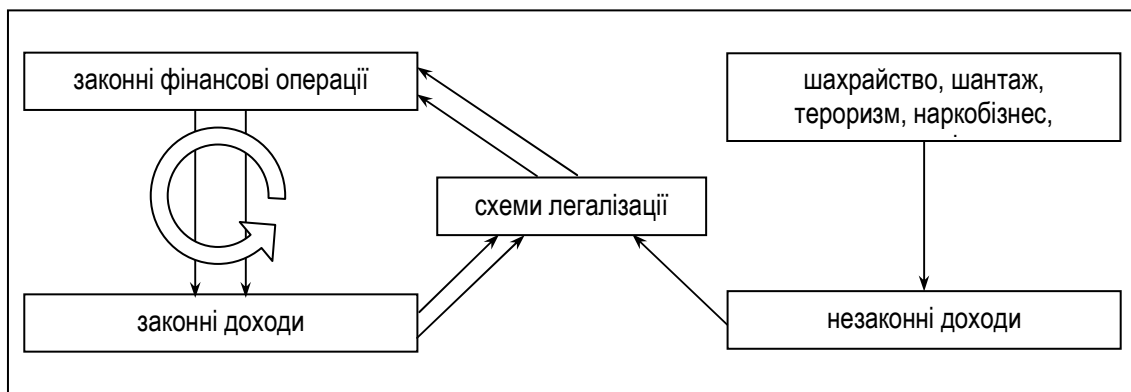 законні фінансові операції
шахрайство, шантаж,
тероризм, наркобізнес,
схеми легалізації
законні доходи
незаконні доходи